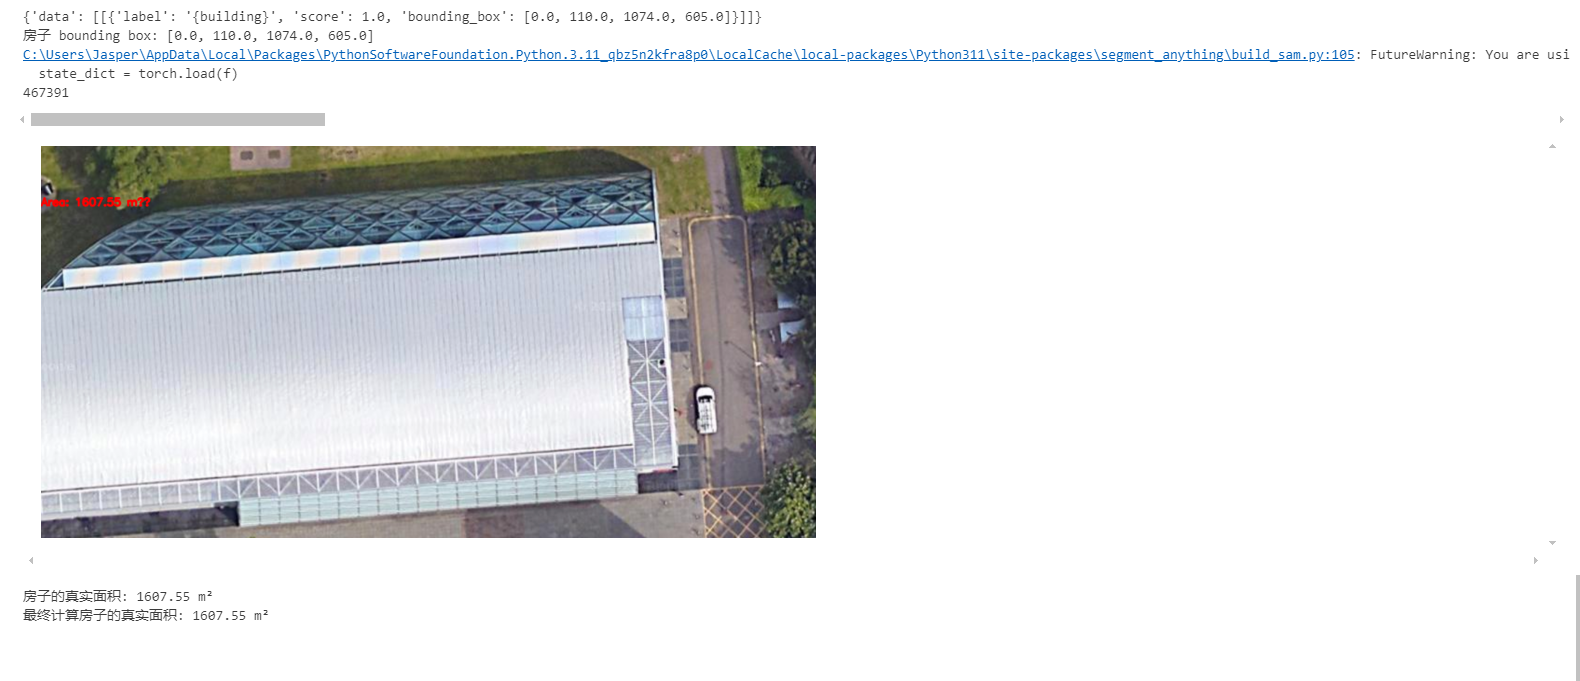 {'data': [[{'label': '{building}', 'score': 1.0, 'bounding_box': [0.0, 110.0, 1074.0, 605.0]}]]}
房子 bounding box: [0.0, 110.0, 1074.0, 605.0]
C:\Users\Jasper\AppData\Local\Packages\PythonSoftwareFoundation.Python.3.11_qbz5n2kfra8p0\LocalCache\local-packages\Python311\site-packages\segment_anything\build_sam.py:105: FutureWarning: You are usi
state_dict = torch.load(f)
467391
Area: 1607.55 m??
房子的真实面积: 1607.55 m²
最终计算房子的真实面积: 1607.55 m²